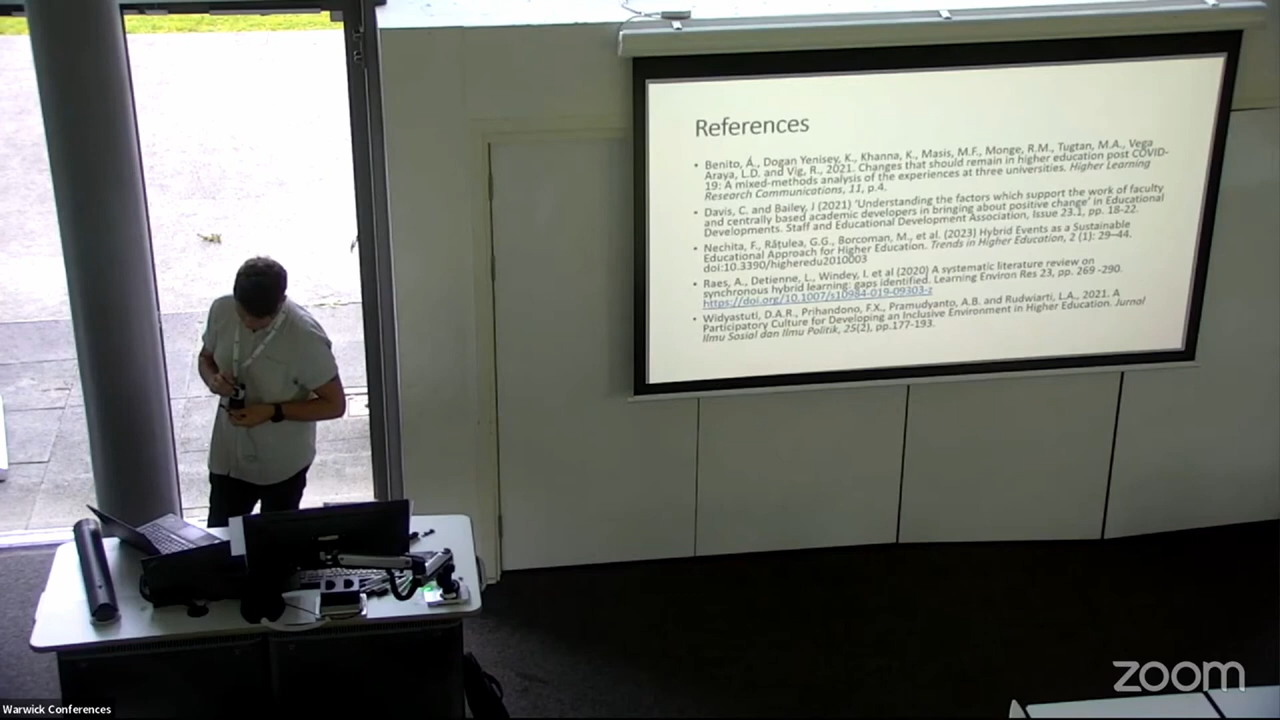 References
• Benito, Á., Dogan Yenisey, K., Khanna, K., Masis, M.F., Monge, R.M., Tugtan, M.A., Vega
Araya, L.D. and Vig, R., 2021. Changes that should remain in higher education post COVID-
19: A mixed-methods analysis of the experiences at three universities. Higher Learning
Research Communications, 11, p.4.
• Davis, C. and Bailey, J (2021) 'Understanding the factors which support the work of faculty
and centrally based academic developers in bringing about positive change' in Educational
Developments. Staff and Educational Development Association, Issue 23.1, pp. 18-22.
• Nechita, F., Rătulea, G.G., Borcoman, M., et al. (2023) Hybrid Events as a Sustainable
Educational Approach for Higher Education. Trends in Higher Education, 2 (1): 29–44.
doi:10.3390/higheredu2010003
• Raes, A., Detienne, L., Windey, I. et al (2020) A systematic literature review on
synchronous hybrid learning: gaps identified. Learning Environ Res 23, pp. 269 -290.
https://doi.org/10.1007/s10984-019-09303-z
• Widyastuti, D.A.R., Prihandono, F.X., Pramudyanto, A.B. and Rudwiarti, L.A., 2021. A
Participatory Culture for Developing an Inclusive Environment in Higher Education. Jurnal
Ilmu Sosial dan Ilmu Politik, 25(2), pp.177-193.
zoom
Warwick Conferences